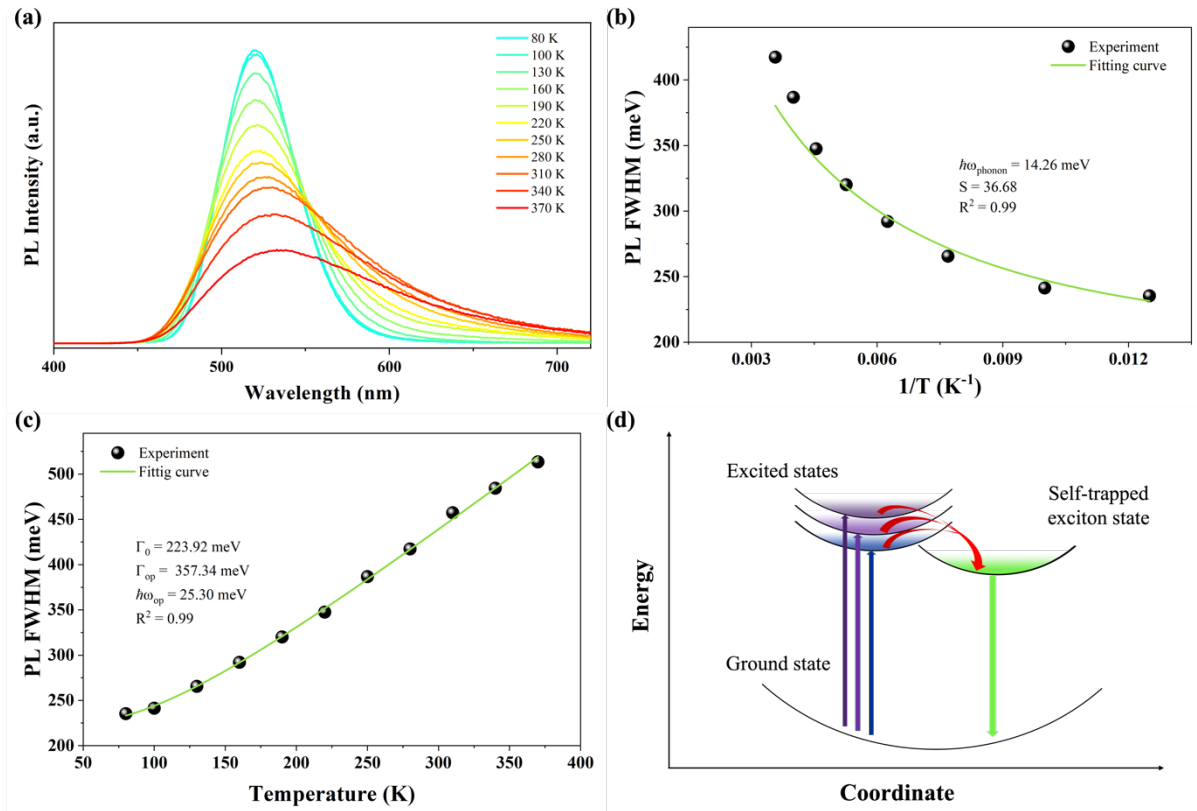 (a)
PL Intensity (a.u.)
80 K
100 K
130 K
160 K
190 K
220 K
250 K
280 K
310 K
340 K
370 K
400
500
600
700
Wavelength (nm)
(b)
PL FWHM (meV)
400
350
300
250
200
Experiment
Fitting curve
ħω_phonon = 14.26 meV
S = 36.68
R² = 0.99
0.003
0.006
0.009
0.012
1/T (K⁻¹)
(c)
PL FWHM (meV)
500
450
400
350
300
250
200
Experiment
Fittig curve
Γ₀ = 223.92 meV
Γ_op = 357.34 meV
ħω_op = 25.30 meV
R² = 0.99
50
100
150
200
250
300
350
400
Temperature (K)
(d)
Energy
Excited states
Self-trapped
exciton state
Ground state
Coordinate